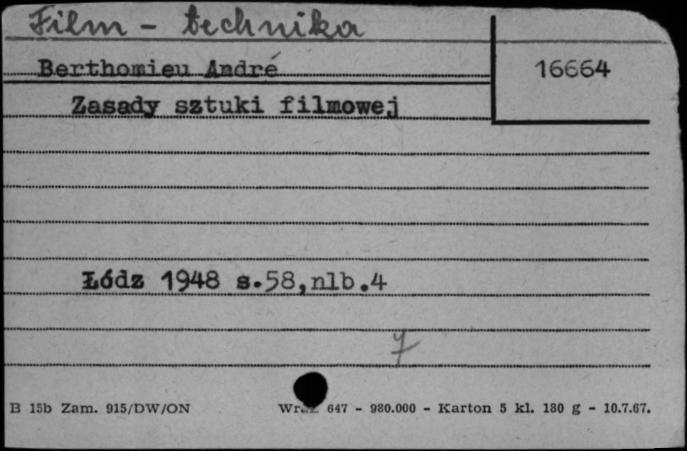 Film - technika
Berthomieu André
16664
Zasady sztuki filmowej
Łódz 1948 s.58,nlb.4
7
B 15b Zam. 915/DW/ON
647 - 980.000 - Karton 5 kl. 180 g - 10.7.67.